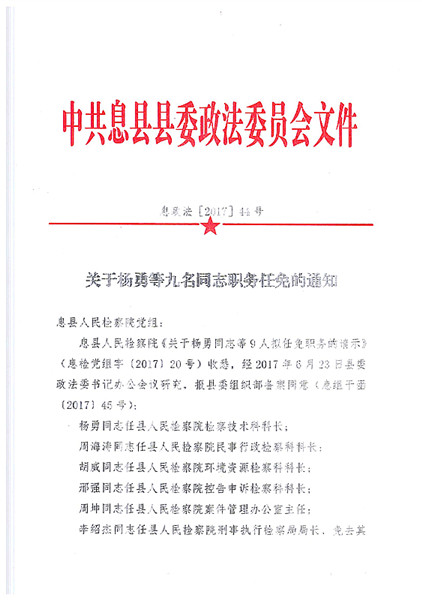 中共息县县委政法委员会文件
息政法〔2017〕44号
关于杨勇等九名同志职务任免的通知
息县人民检察院党组：
息县人民检察院《关于杨勇同志等9人拟任免职务的请示》
（息检党组字〔2017〕20号）收悉，经2017年6月23日县委
政法委书记办公会议研究，报县委组织部备案同意（息组干函
〔2017〕45号）：
杨勇同志任县人民检察院检察技术科科长；
周海涛同志任县人民检察院民事行政检察科科长；
胡威同志任县人民检察院环境资源检察科科长；
邢强同志任县人民检察院控告申诉检察科科长；
周坤同志任县人民检察院案件管理办公室主任；
李绍杰同志任县人民检察院刑事执行检察局局长，免去其